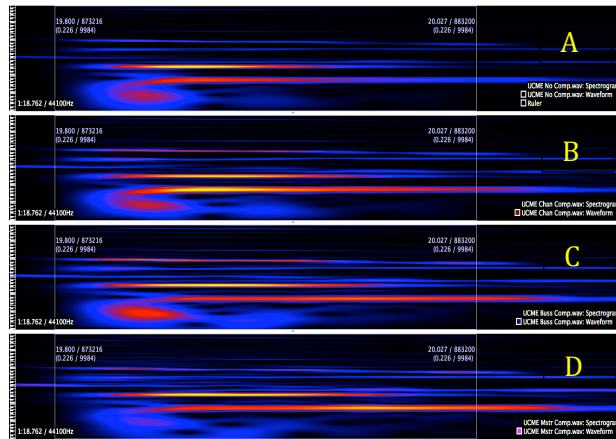 19.800 / 873216
(0.226 / 9984)
20.027 / 883200
(0.226 / 9984)
A
UCME No Comp.wav: Spectrogra
UCME No Comp.wav: Waveform
Ruler
1:18.762 / 44100Hz
19.800 / 873216
(0.226 / 9984)
20.027 / 883200
(0.226 / 9984)
B
UCME Chan Comp.wav: Spectrogra
UCME Chan Comp.wav: Waveform
1:18.762 / 44100Hz
19.800 / 873216
(0.226 / 9984)
20.027 / 883200
(0.226 / 9984)
C
UCME Buss Comp.wav: Spectrogra
UCME Buss Comp.wav: Waveform
1:18.762 / 44100Hz
19.800 / 873216
(0.226 / 9984)
20.027 / 883200
(0.226 / 9984)
D
UCME Mstr Comp.wav: Spectrogra
UCME Mstr Comp.wav: Waveform
1:18.762 / 44100Hz